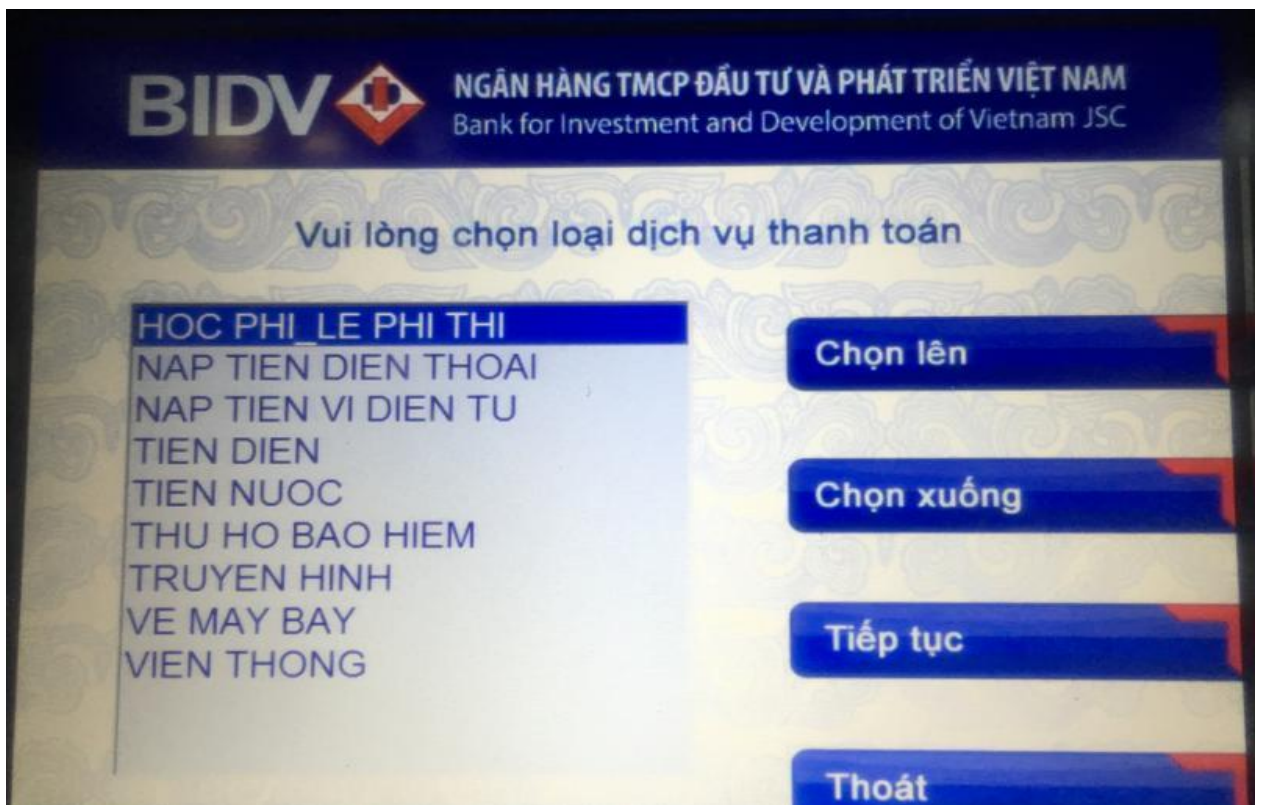 BIDV
NGÂN HÀNG TMCP ĐẦU TƯ VÀ PHÁT TRIỂN VIỆT NAM
Bank for Investment and Development of Vietnam JSC
Vui lòng chọn loại dịch vụ thanh toán
HOC PHI_LE PHI THI
NAP TIEN DIEN THOAI
NAP TIEN VI DIEN TU
TIEN DIEN
TIEN NUOC
THU HO BAO HIEM
TRUYEN HINH
VE MAY BAY
VIEN THONG
Chọn lên
Chọn xuống
Tiếp tục
Thoát